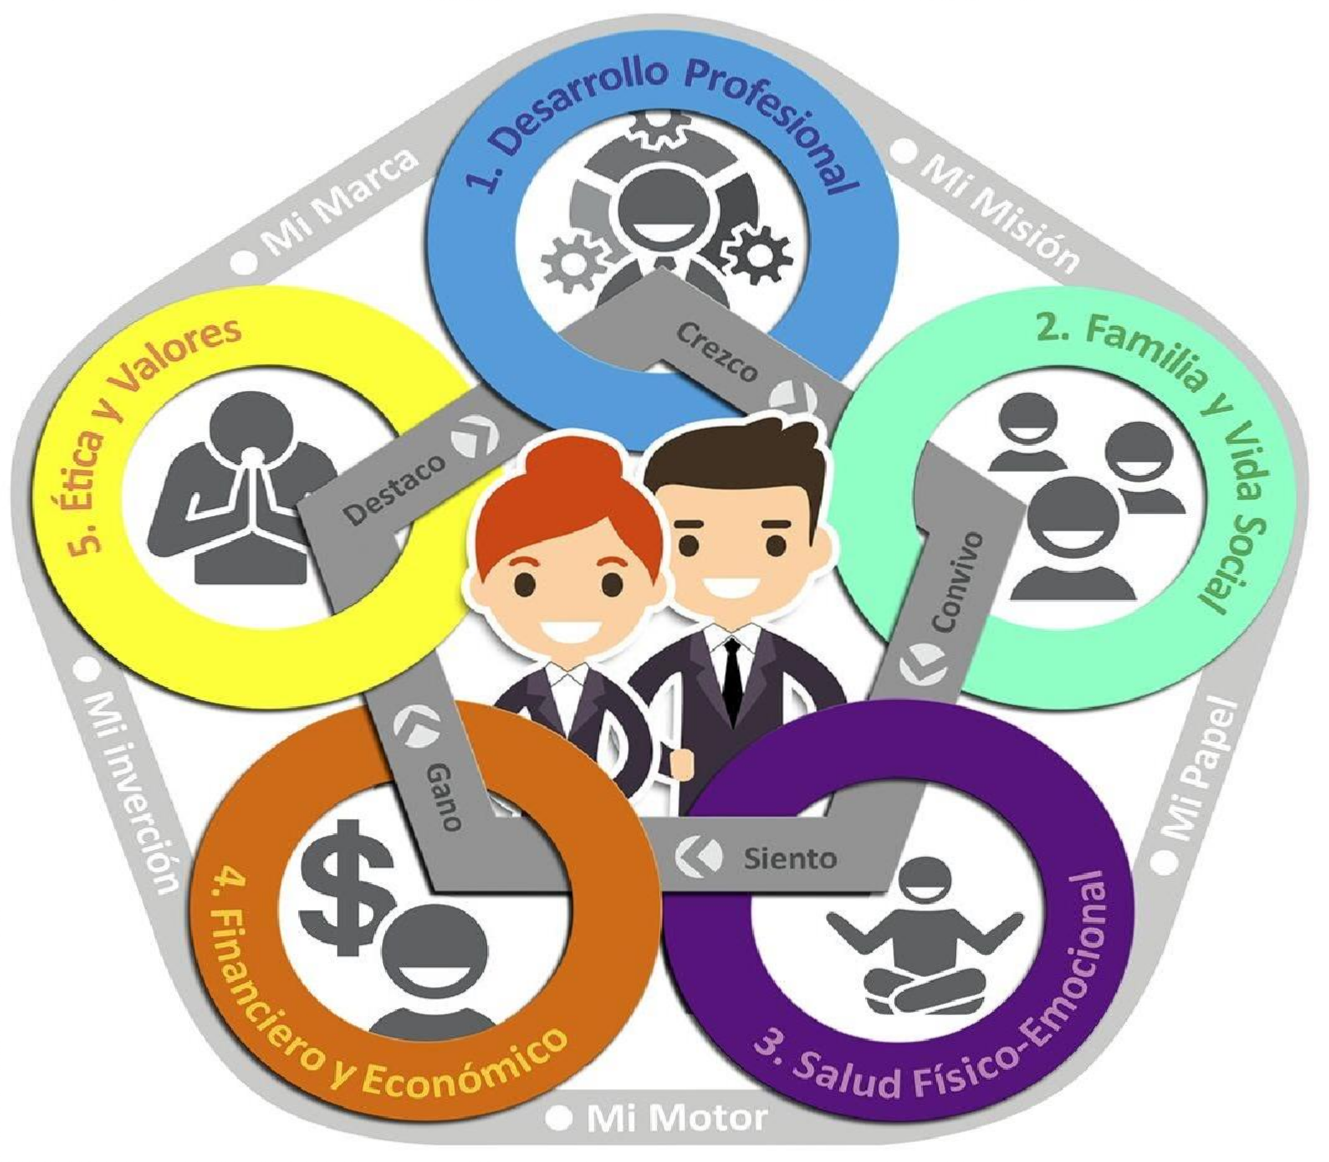 1. Desarrollo Profesional
Mi Misión
2. Familia y Vida Social
Mi Papel
3. Salud Físico-Emocional
Mi Motor
4. Financiero y Económico
Mi inverción
5. Ética y Valores
Mi Marca
Crezco
Convivo
Siento
Gano
Destaco